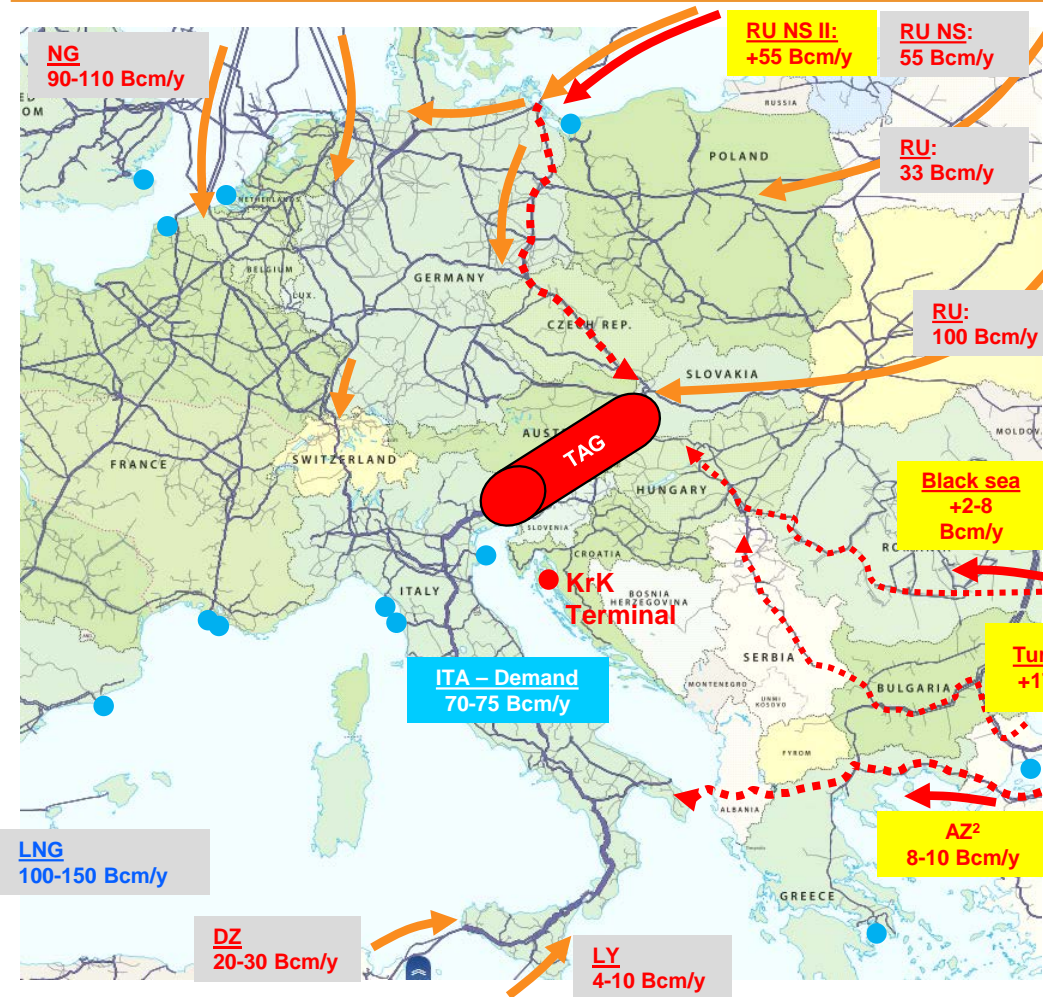 NG
90-110 Bcm/y
RU NS II:
+55 Bcm/y
RU NS:
55 Bcm/y
RUSSIA
OM
POLAND
RU:
33 Bcm/y
NETHERLANDS
BELGIUM
LUX.
GERMANY
CZECH REP.
RU:
100 Bcm/y
SLOVAKIA
MOLDOV
AUST
TAG
FRANCE
SWITZERLAND
HUNGARY
Black sea
+2-8
Bcm/y
SLOVENIA
CROATIA
ITALY
KrK
Terminal
BOSNIA
HERZEGOVINA
SERBIA
ITA – Demand
70-75 Bcm/y
MONTENEGRO
UNMI
KOSOVO
BULGARIA
FYROM
ALBANIA
AZ²
8-10 Bcm/y
LNG
100-150 Bcm/y
GREECE
DZ
20-30 Bcm/y
LY
4-10 Bcm/y